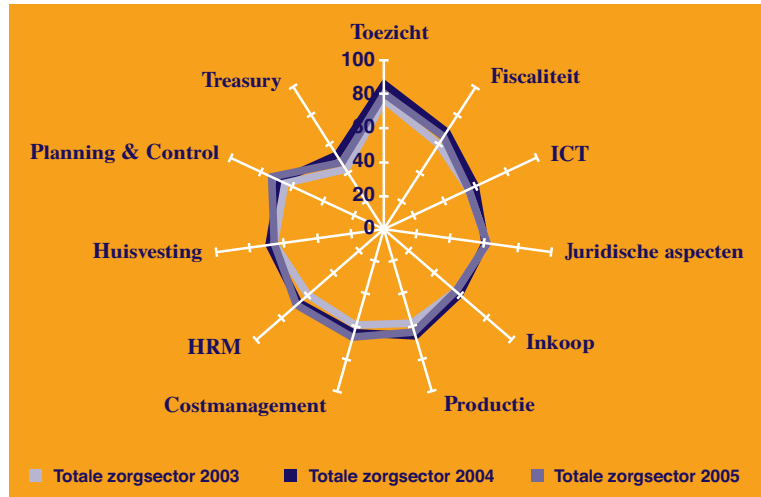 Toezicht
100
Treasury
Fiscaliteit
80
60
Planning & Control
ICT
40
20
0
Huisvesting
Juridische aspecten
HRM
Inkoop
Costmanagement
Productie
Totale zorgsector 2003
Totale zorgsector 2004
Totale zorgsector 2005